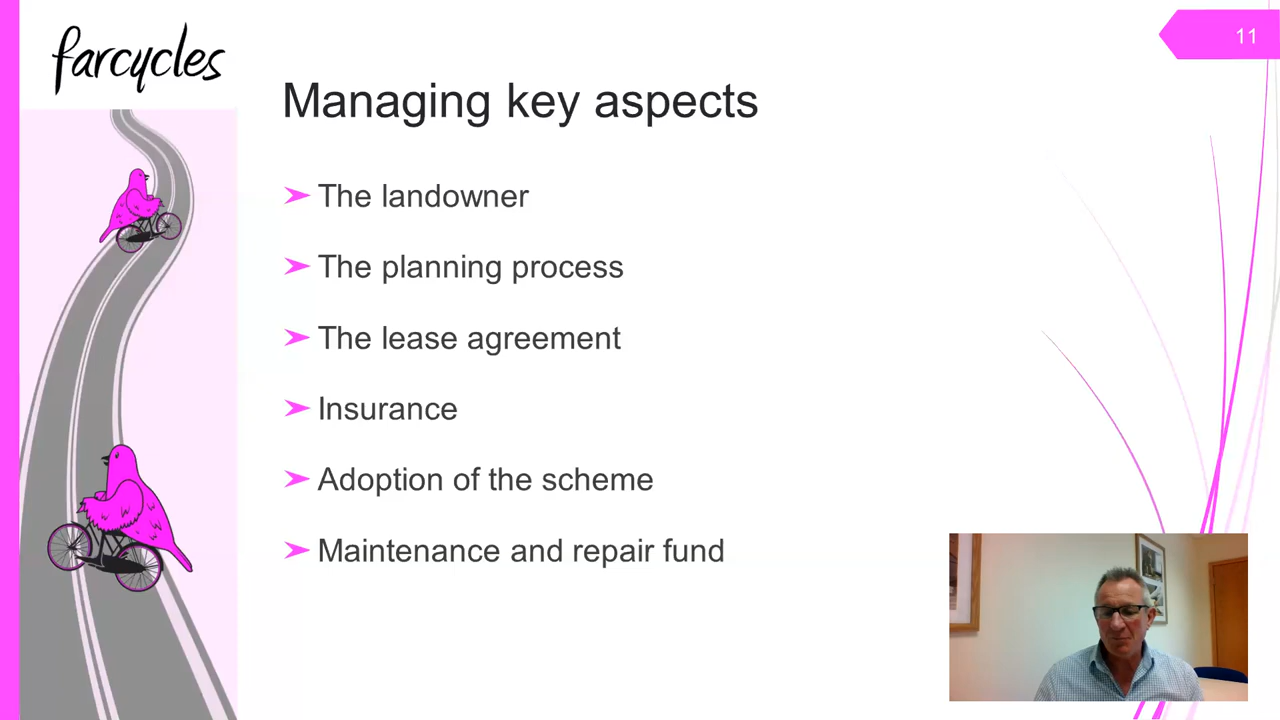 farcycles
11
Managing key aspects
The landowner
The planning process
The lease agreement
Insurance
Adoption of the scheme
Maintenance and repair fund